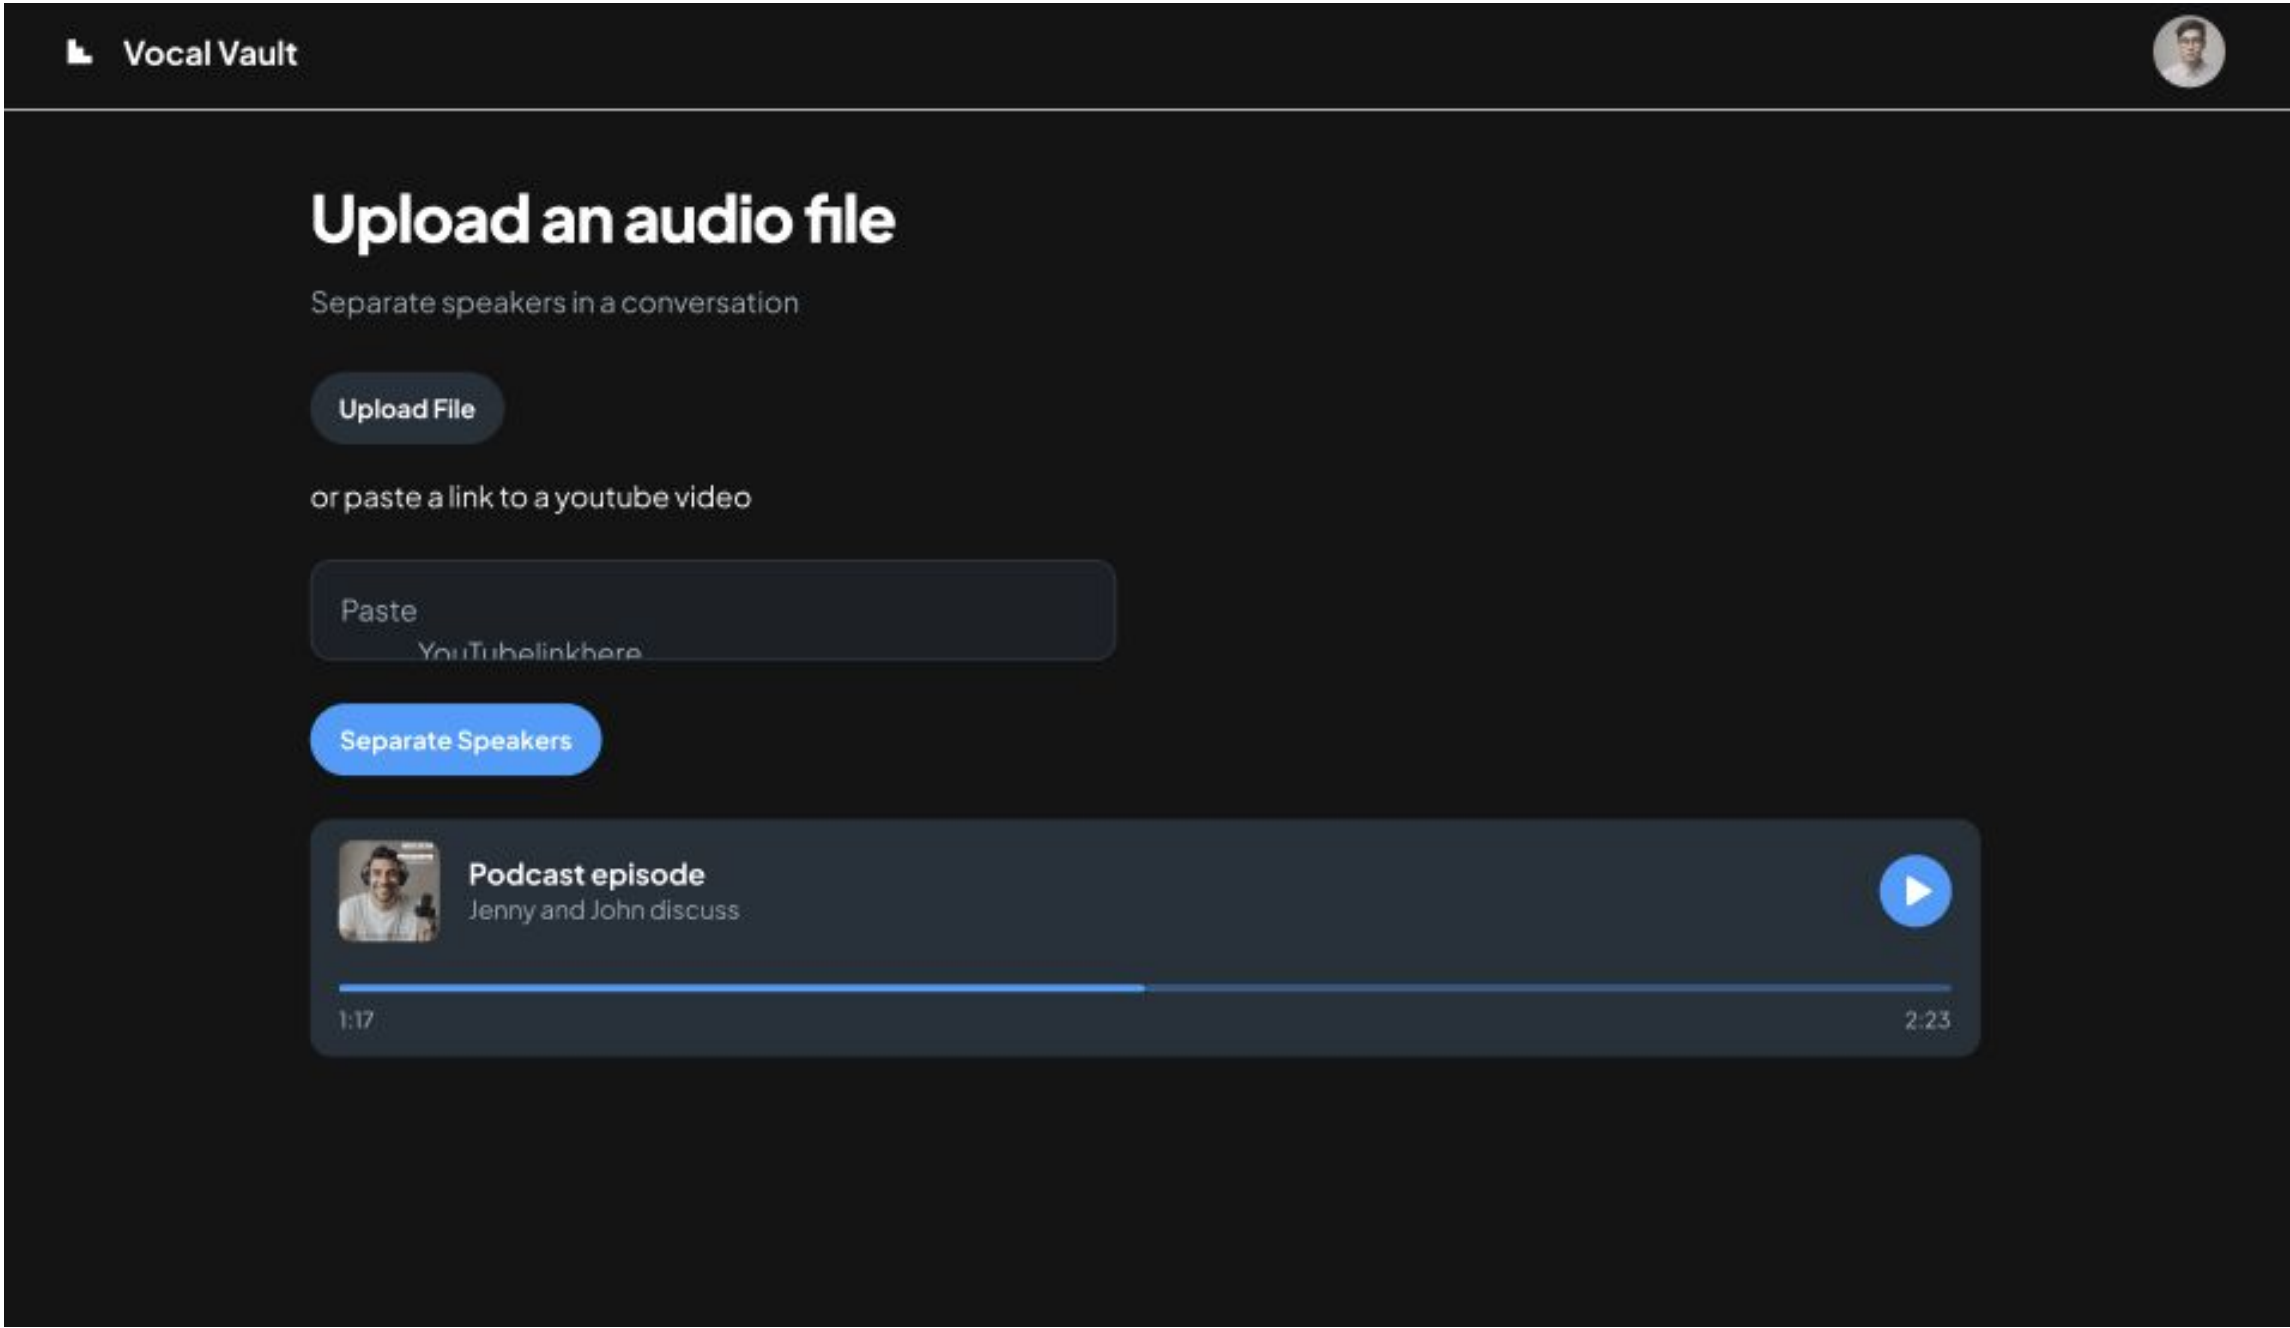 Vocal Vault
Upload an audio file
Separate speakers in a conversation
Upload File
or paste a link to a youtube video
Paste
YouTubelinkhere
Separate Speakers
Podcast episode
Jenny and John discuss
1:17
2:23